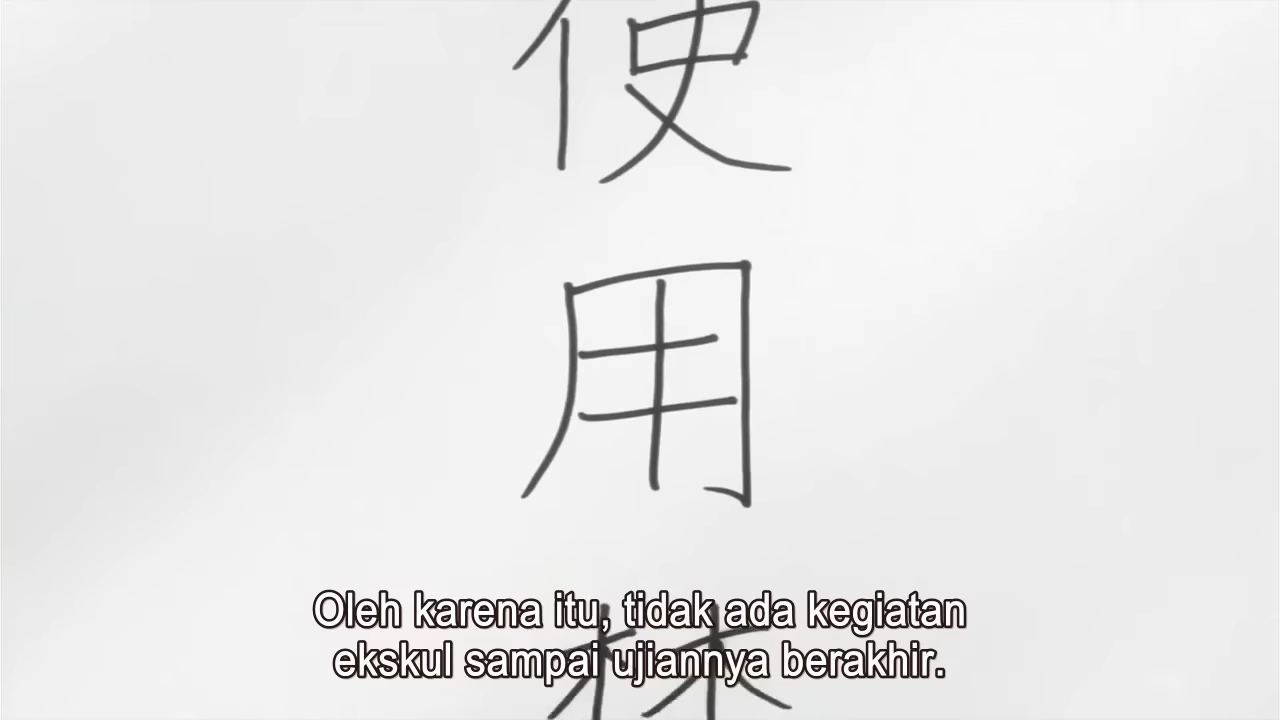 使
用
Oleh karena itu, tidak ada kegiatan
ekskul sampai ujiannya berakhir.